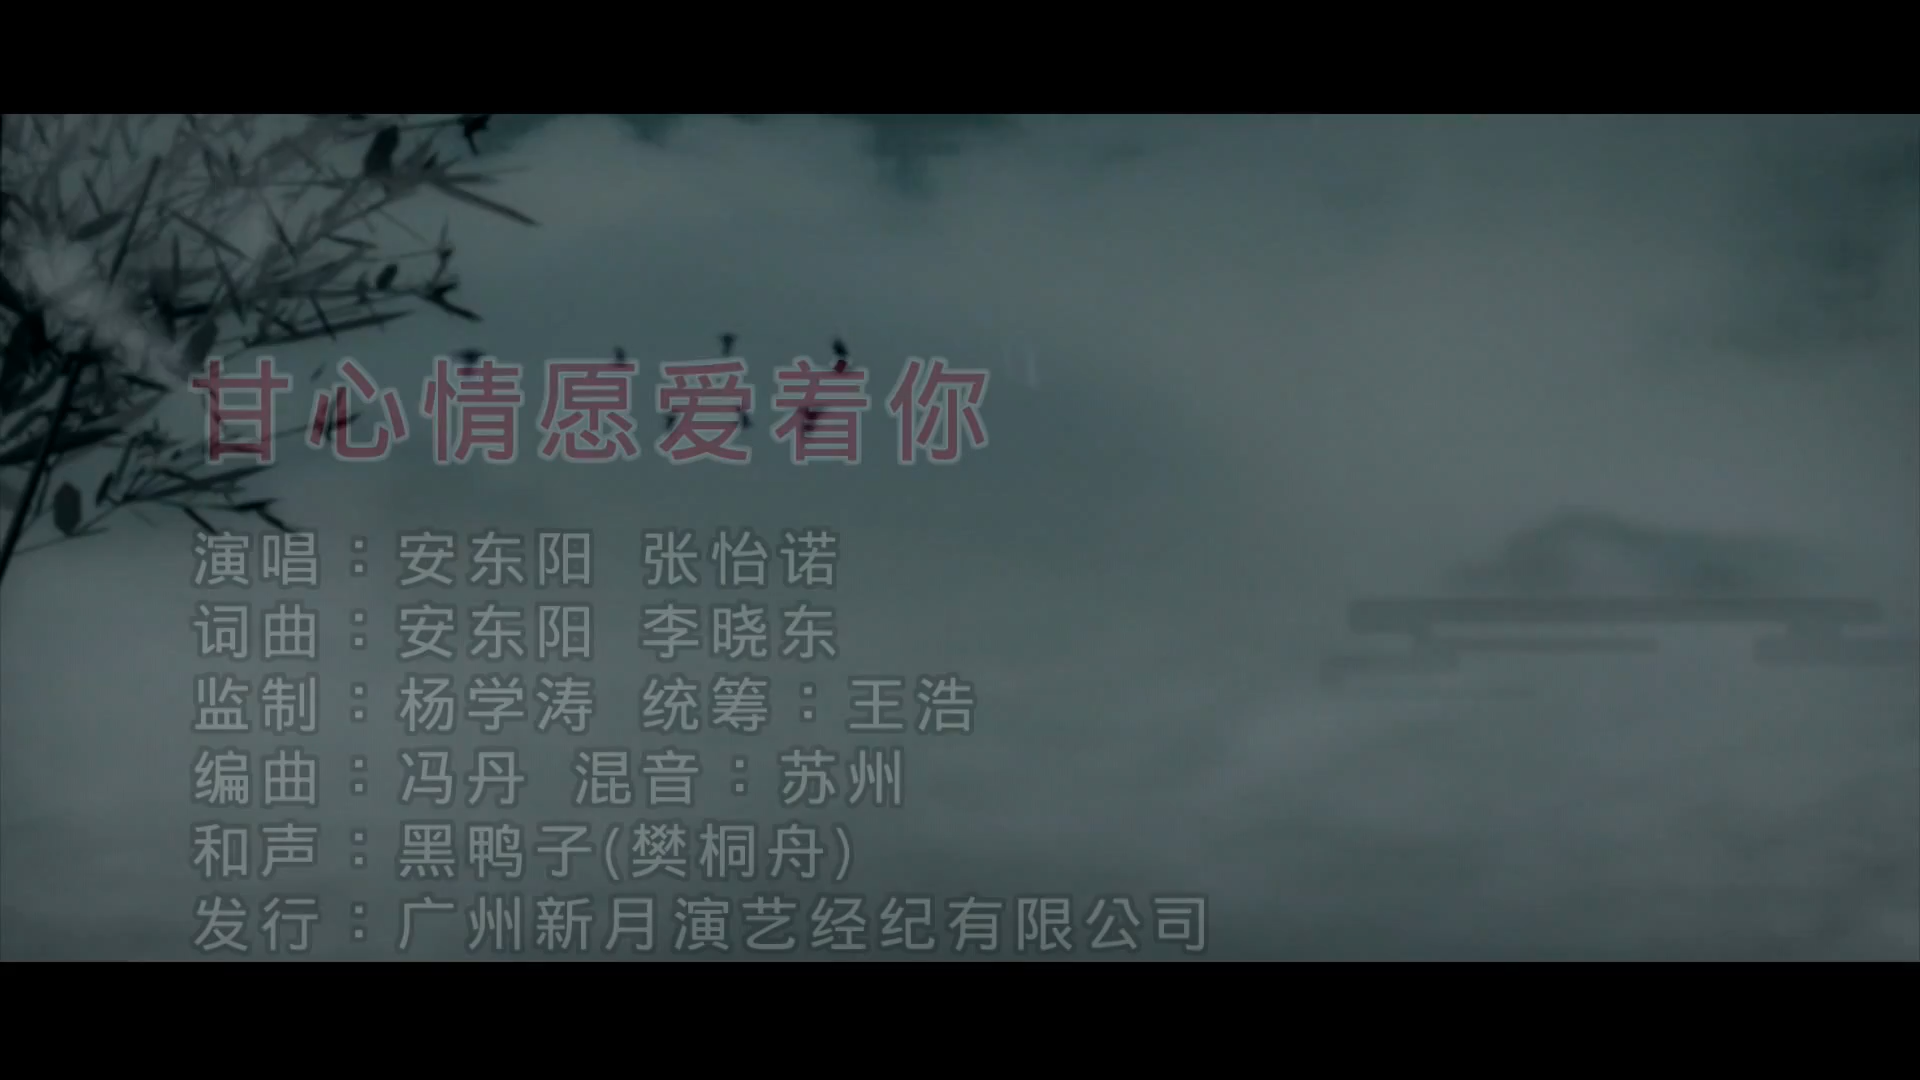 甘心情愿爱着你
演唱：安东阳 张怡诺
词曲：安东阳 李晓东
监制：杨学涛 统筹：王浩
编曲：冯丹 混音：苏州
和声：黑鸭子(樊桐舟)
发行：广州新月演艺经纪有限公司